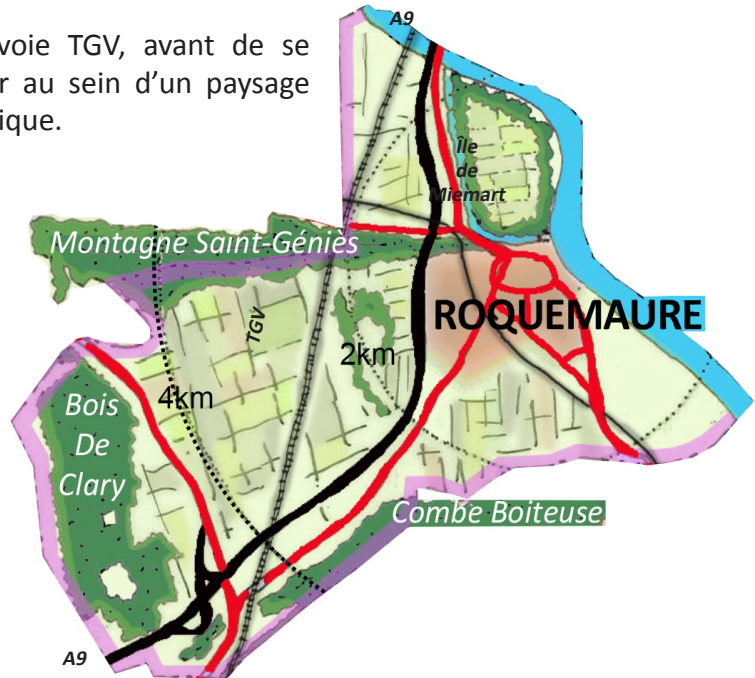 A9
voie TGV, avant de se
r au sein d’un paysage
ique.
Île
de
Miemart
Montagne Saint-Géniès
ROQUEMAURE
TGV
2km
4km
Bois
De
Clary
Combe Boiteuse
A9